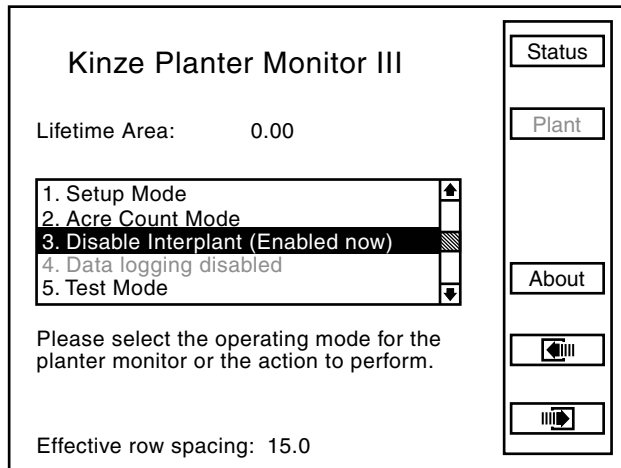 Kinze Planter Monitor III
Status
Lifetime Area: 0.00
Plant
1. Setup Mode
2. Acre Count Mode
3. Disable Interplant (Enabled now)
4. Data logging disabled
5. Test Mode
About
Please select the operating mode for the
planter monitor or the action to perform.
Effective row spacing: 15.0